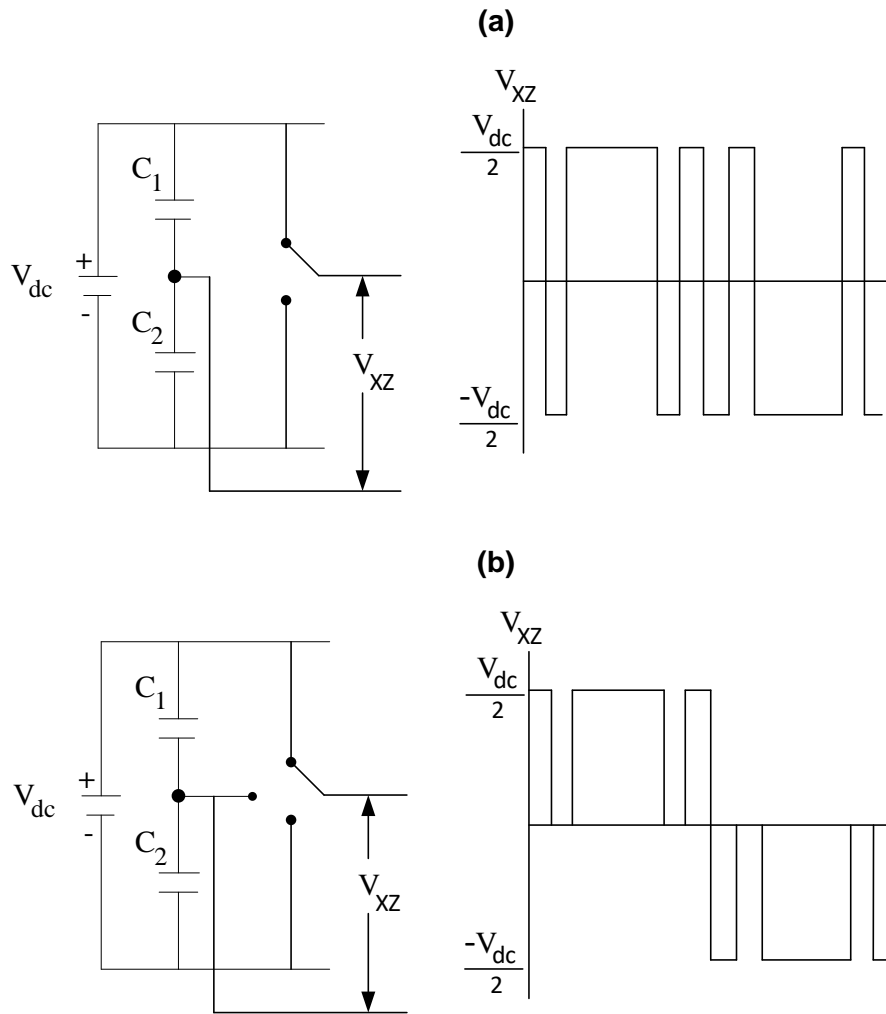 (a)
V_XZ
V_dc
2
C_1
+
V_dc
-
C_2
V_XZ
-V_dc
2
(b)
V_XZ
V_dc
2
C_1
+
V_dc
-
C_2
V_XZ
-V_dc
2